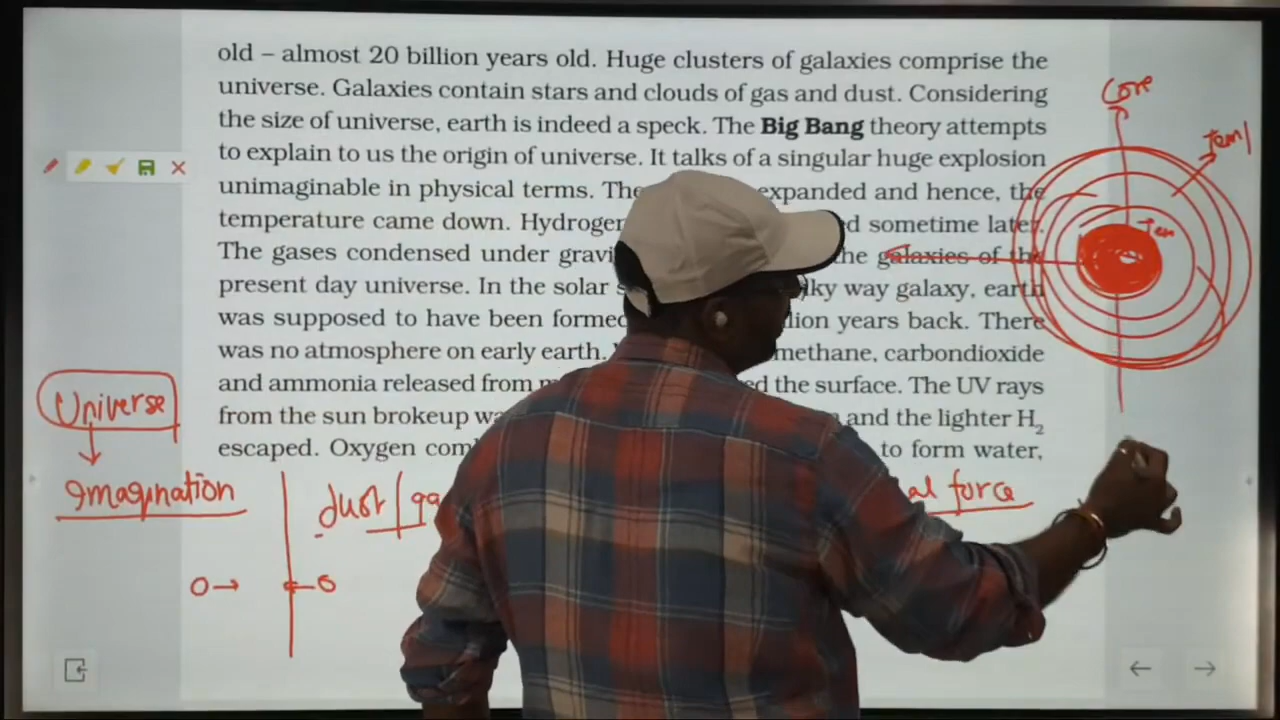 old – almost 20 billion years old. Huge clusters of galaxies comprise the
universe. Galaxies contain stars and clouds of gas and dust. Considering
the size of universe, earth is indeed a speck. The Big Bang theory attempts
to explain to us the origin of universe. It talks of a singular huge explosion
unimaginable in physical terms. The expanded and hence, the
temperature came down. Hydrogen sometime later.
The gases condensed under the galaxies of the
present day universe. In the solar way galaxy, earth
was supposed to have been formed years back. There
was no atmosphere on early earth. methane, carbondioxide
and ammonia released from the surface. The UV rays
from the sun brokeup and the lighter H2
escaped. Oxygen to form water,
Core
Tem
Universe
Imagination
dust/
force